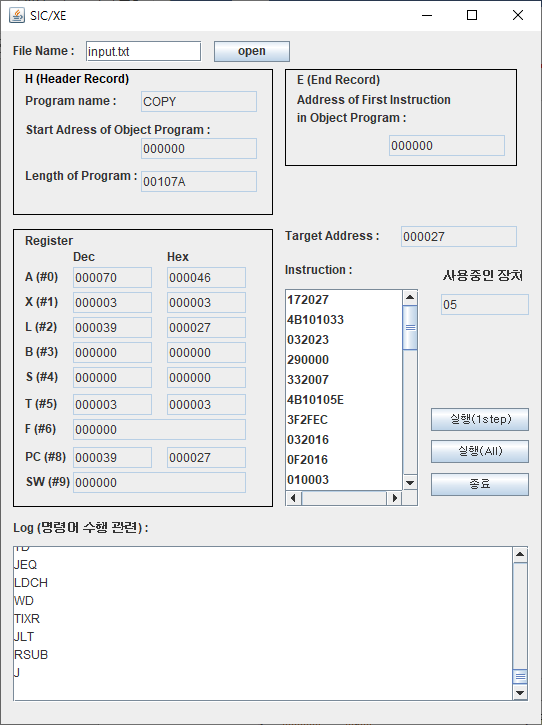 SIC/XE
File Name : input.txt open
H (Header Record)
Program name : COPY
Start Adress of Object Program :
000000
Length of Program : 00107A
E (End Record)
Address of First Instruction
in Object Program :
000000
Register
Dec Hex
A (#0) 000070 000046
X (#1) 000003 000003
L (#2) 000039 000027
B (#3) 000000 000000
S (#4) 000000 000000
T (#5) 000003 000003
F (#6) 000000
PC (#8) 000039 000027
SW (#9) 000000
Target Address : 000027
Instruction :
172027
4B101033
032023
290000
332007
4B10105E
3F2FEC
032016
0F2016
010003
사용중인 장치
05
실행(1step)
실행(All)
종료
Log (명령어 수행 관련) :
TD
JEQ
LDCH
WD
TIXR
JLT
RSUB
J